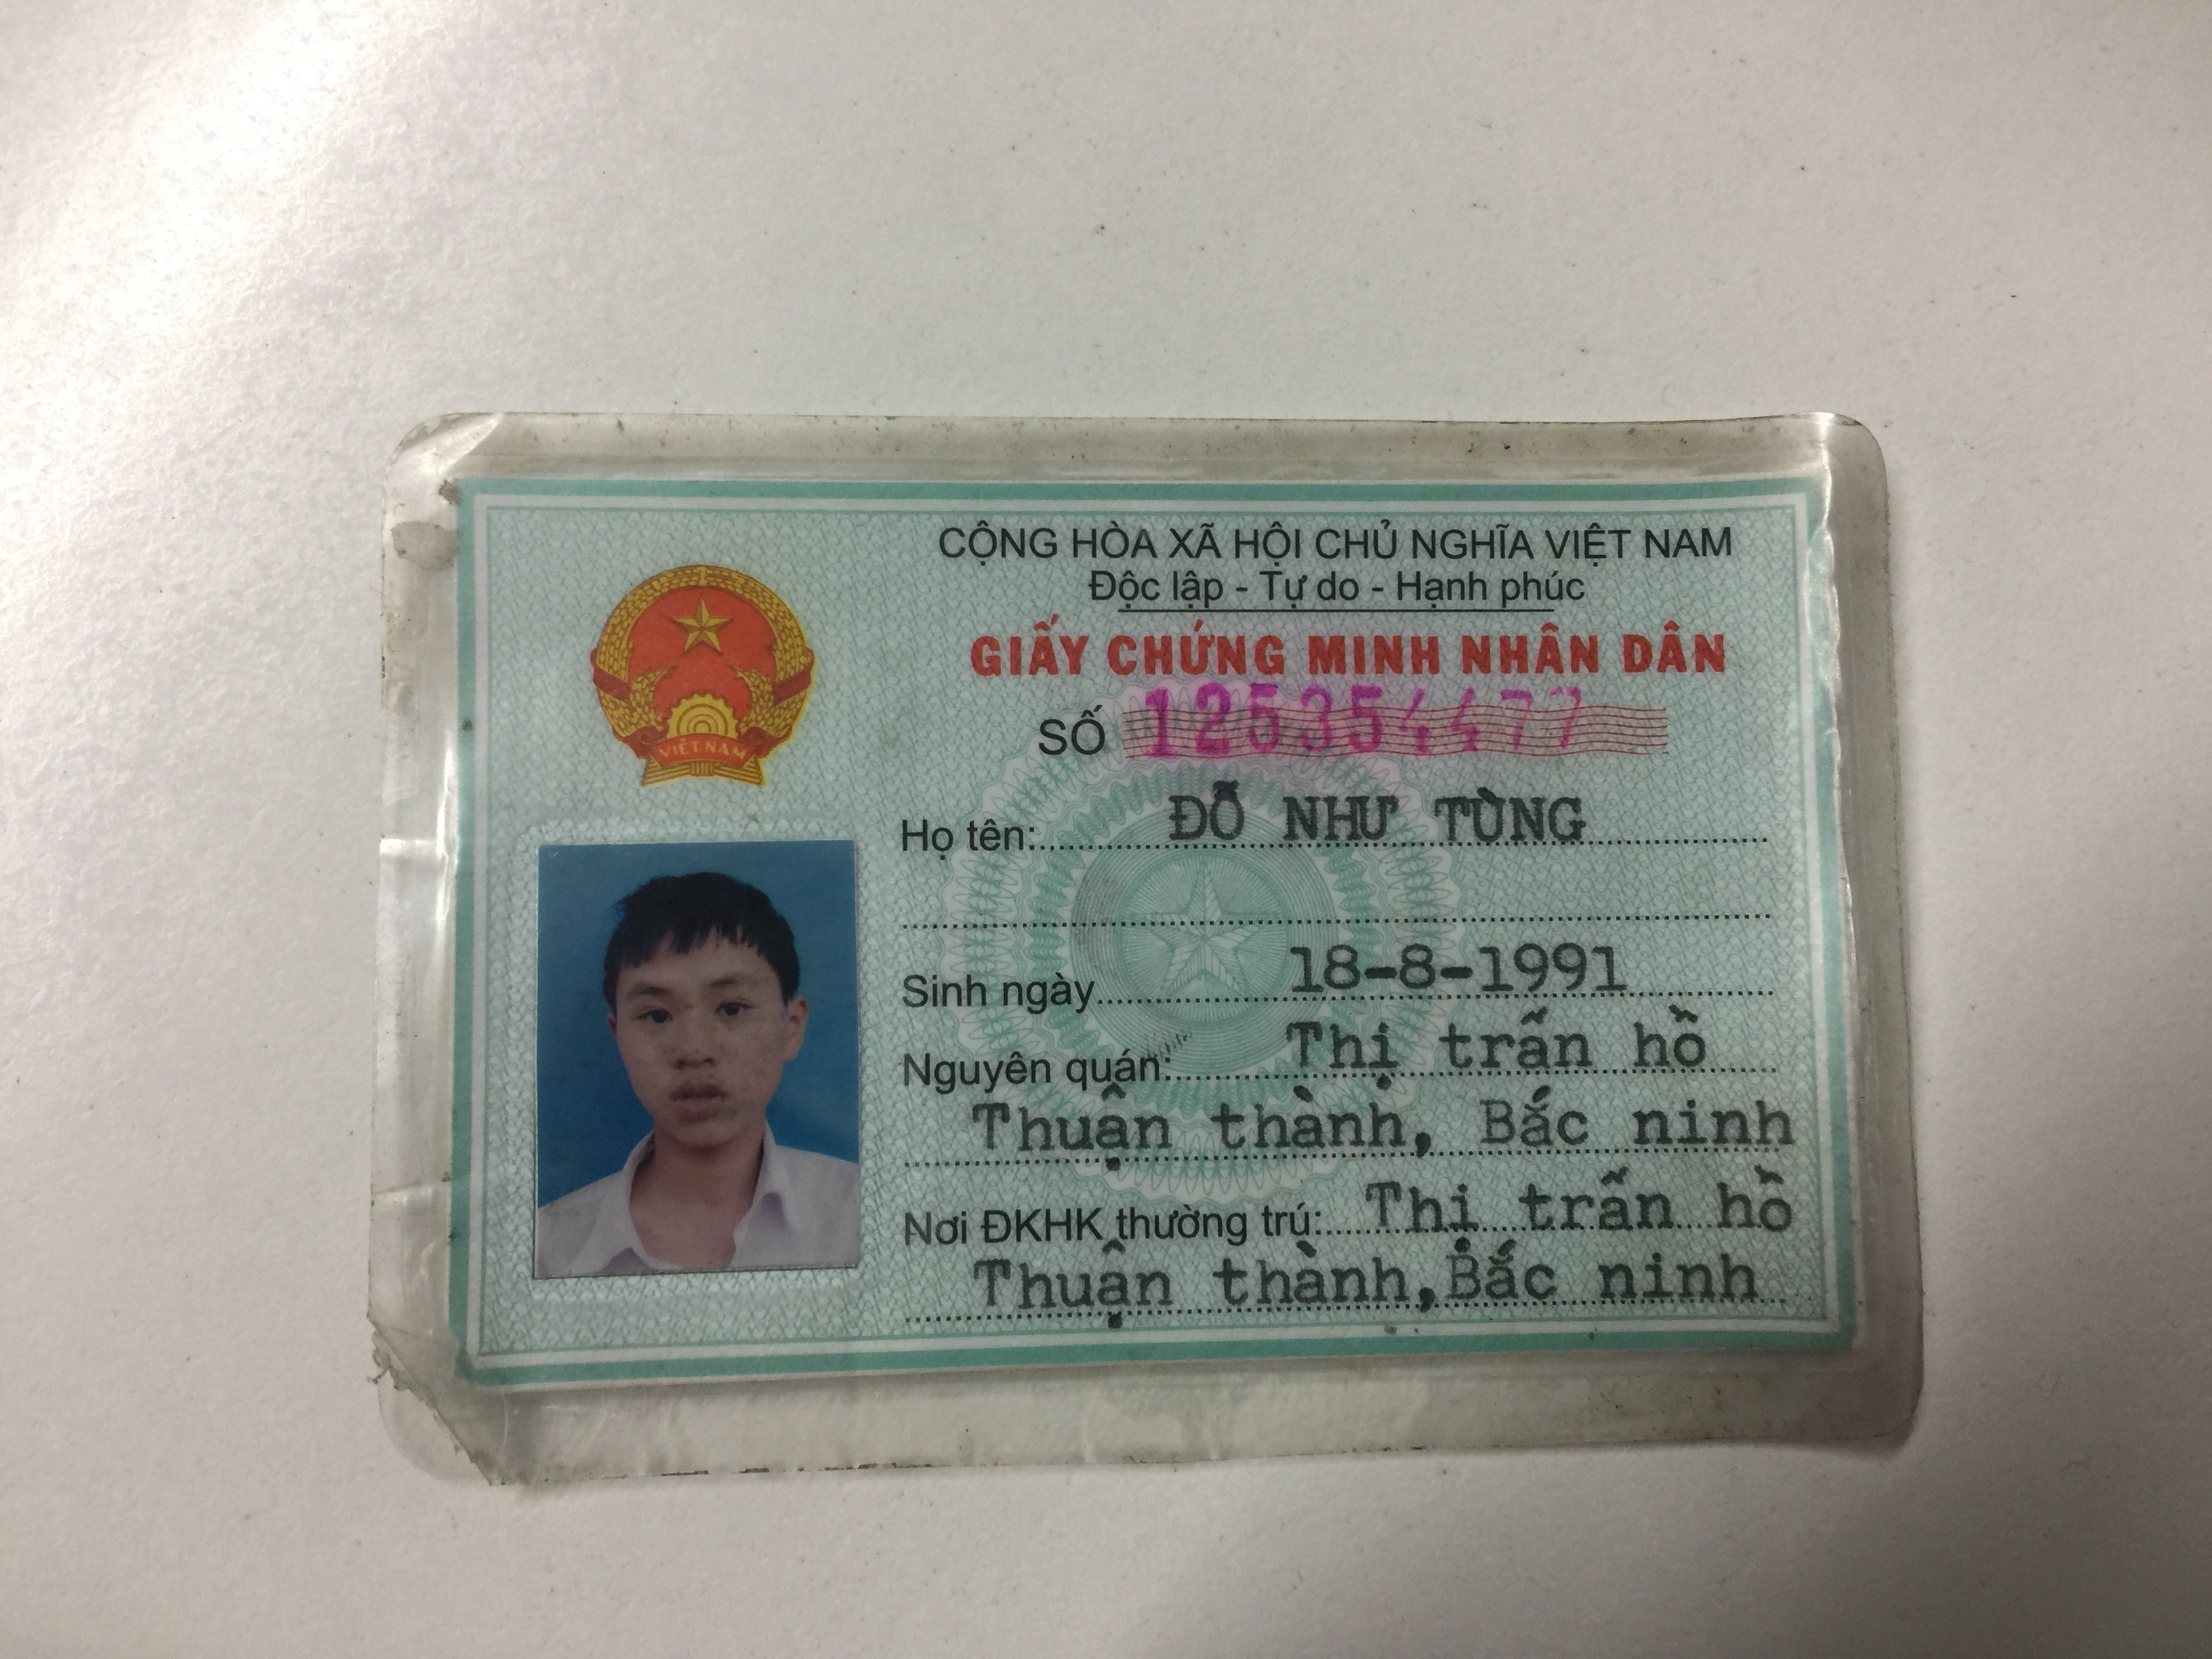 CỘNG HÒA XÃ HỘI CHỦ NGHĨA VIỆT NAM
Độc lập - Tự do - Hạnh phúc
GIẤY CHỨNG MINH NHÂN DÂN
SỐ 125354477
Họ tên: ĐỖ NHƯ TÙNG
Sinh ngày 18-8-1991
Nguyên quán: Thị trấn hồ
Thuận thành, Bắc ninh
Nơi ĐKHK thường trú: Thị trấn hồ
Thuận thành,Bắc ninh
VIỆT NAM